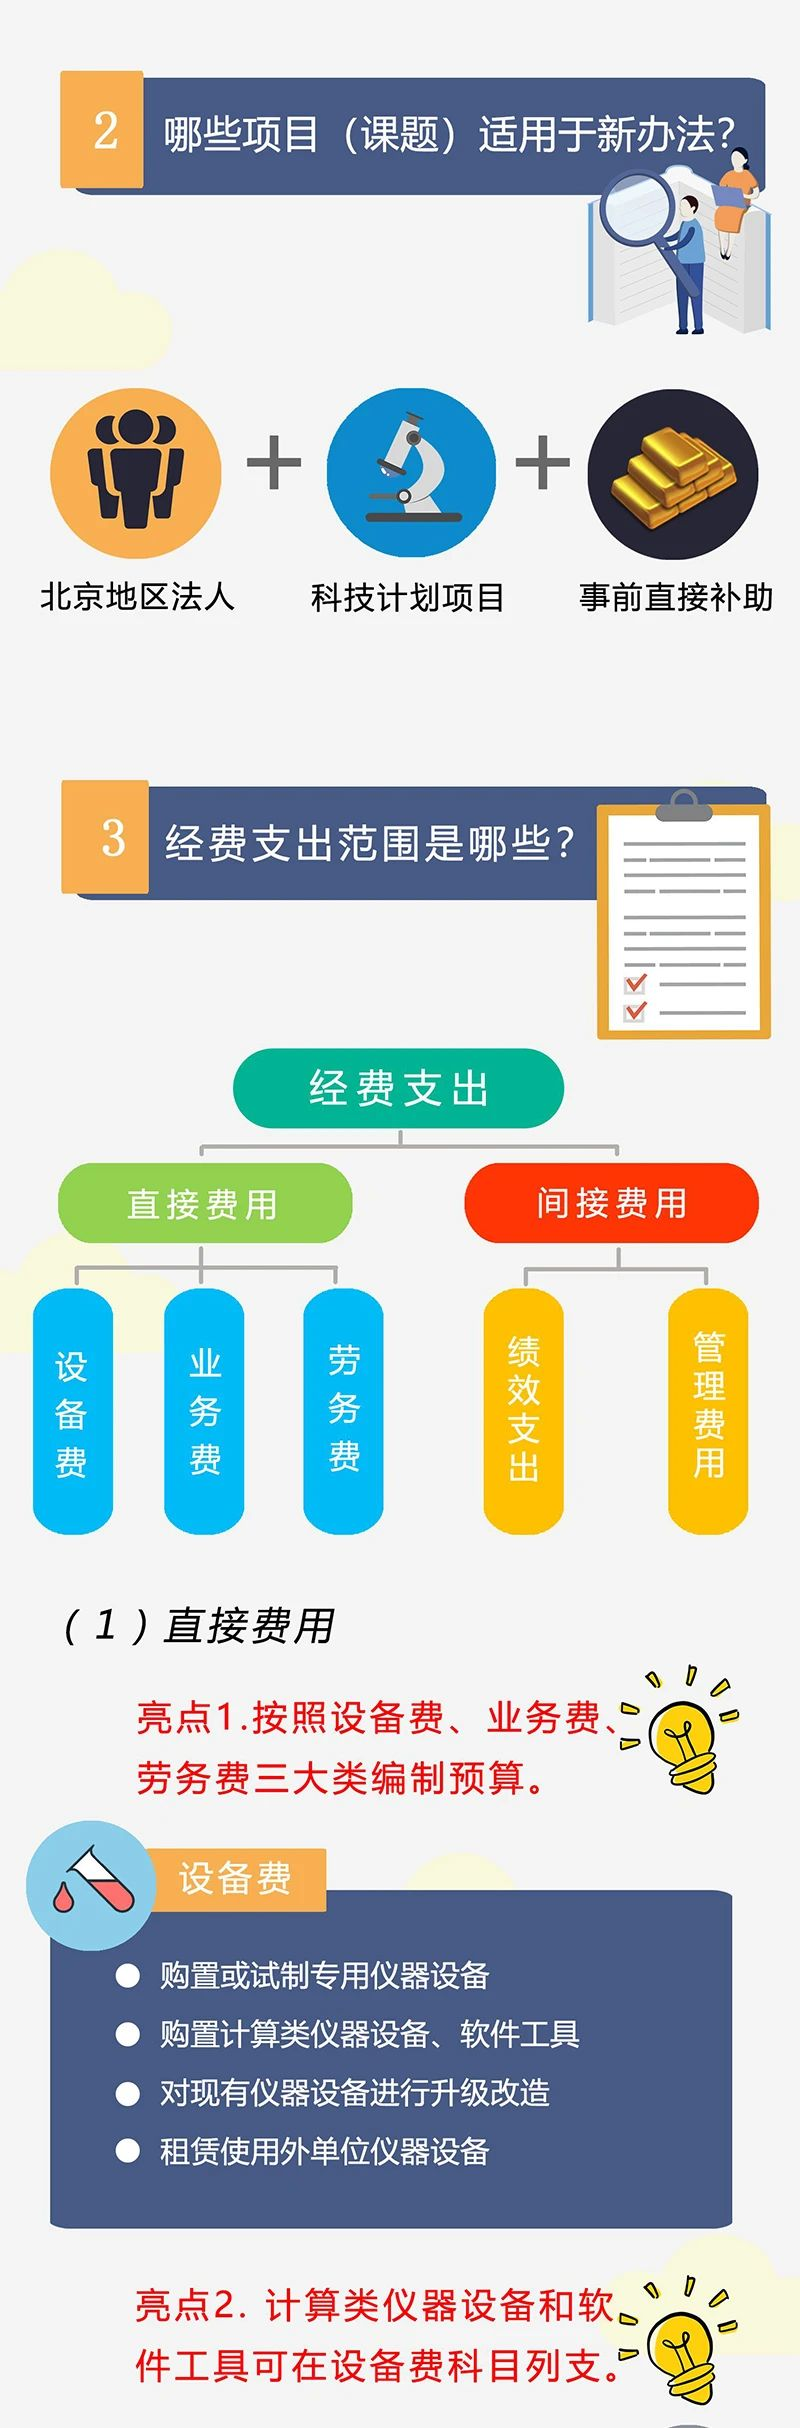 2
哪些项目（课题）适用于新办法？
北京地区法人
科技计划项目
事前直接补助
3
经费支出范围是哪些？
经费支出
直接费用
间接费用
设备费
业务费
劳务费
绩效支出
管理费用
（1）直接费用
亮点1.按照设备费、业务费、
劳务费三大类编制预算。
设备费
购置或试制专用仪器设备
购置计算类仪器设备、软件工具
对现有仪器设备进行升级改造
租赁使用外单位仪器设备
亮点2. 计算类仪器设备和软
件工具可在设备费科目列支。